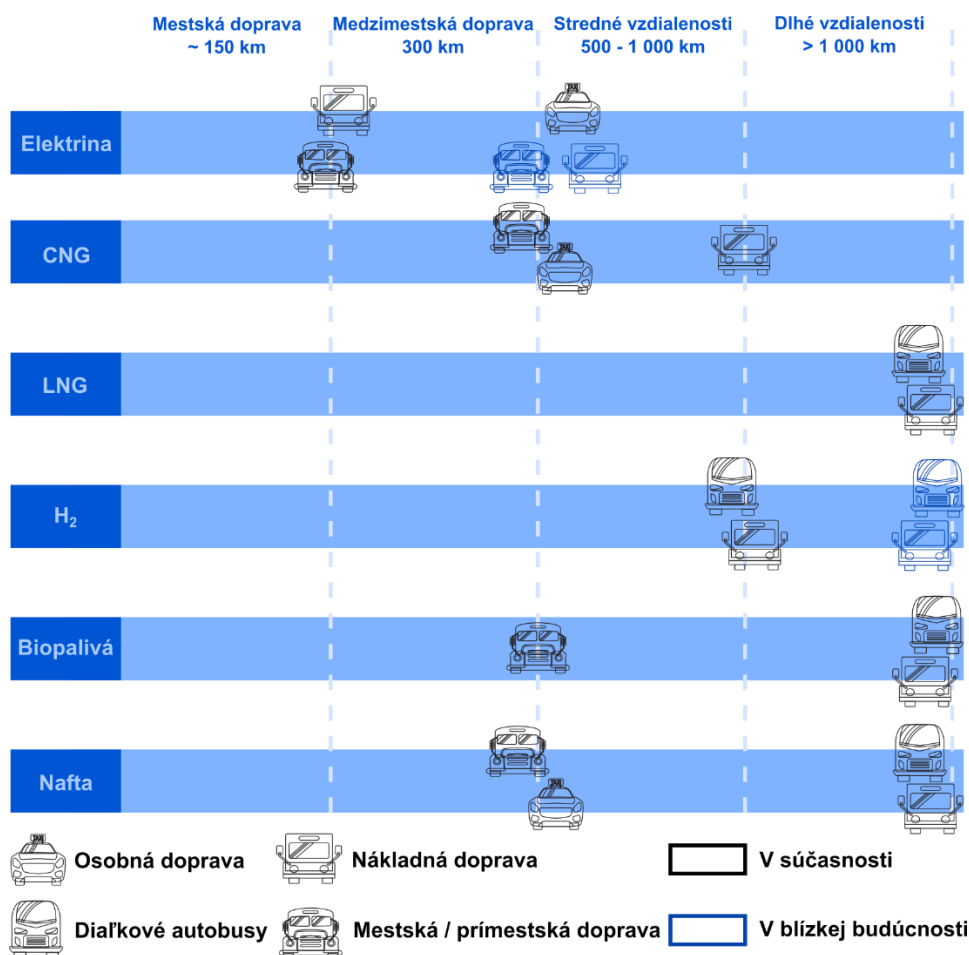 Mestská doprava
~ 150 km
Medzimestská doprava
300 km
Stredné vzdialenosti
500 - 1 000 km
Dlhé vzdialenosti
> 1 000 km
Elektrina
CNG
LNG
H₂
Biopalivá
Nafta
Osobná doprava
Nákladná doprava
V súčasnosti
Diaľkové autobusy
Mestská / prímestská doprava
V blízkej budúcnosti